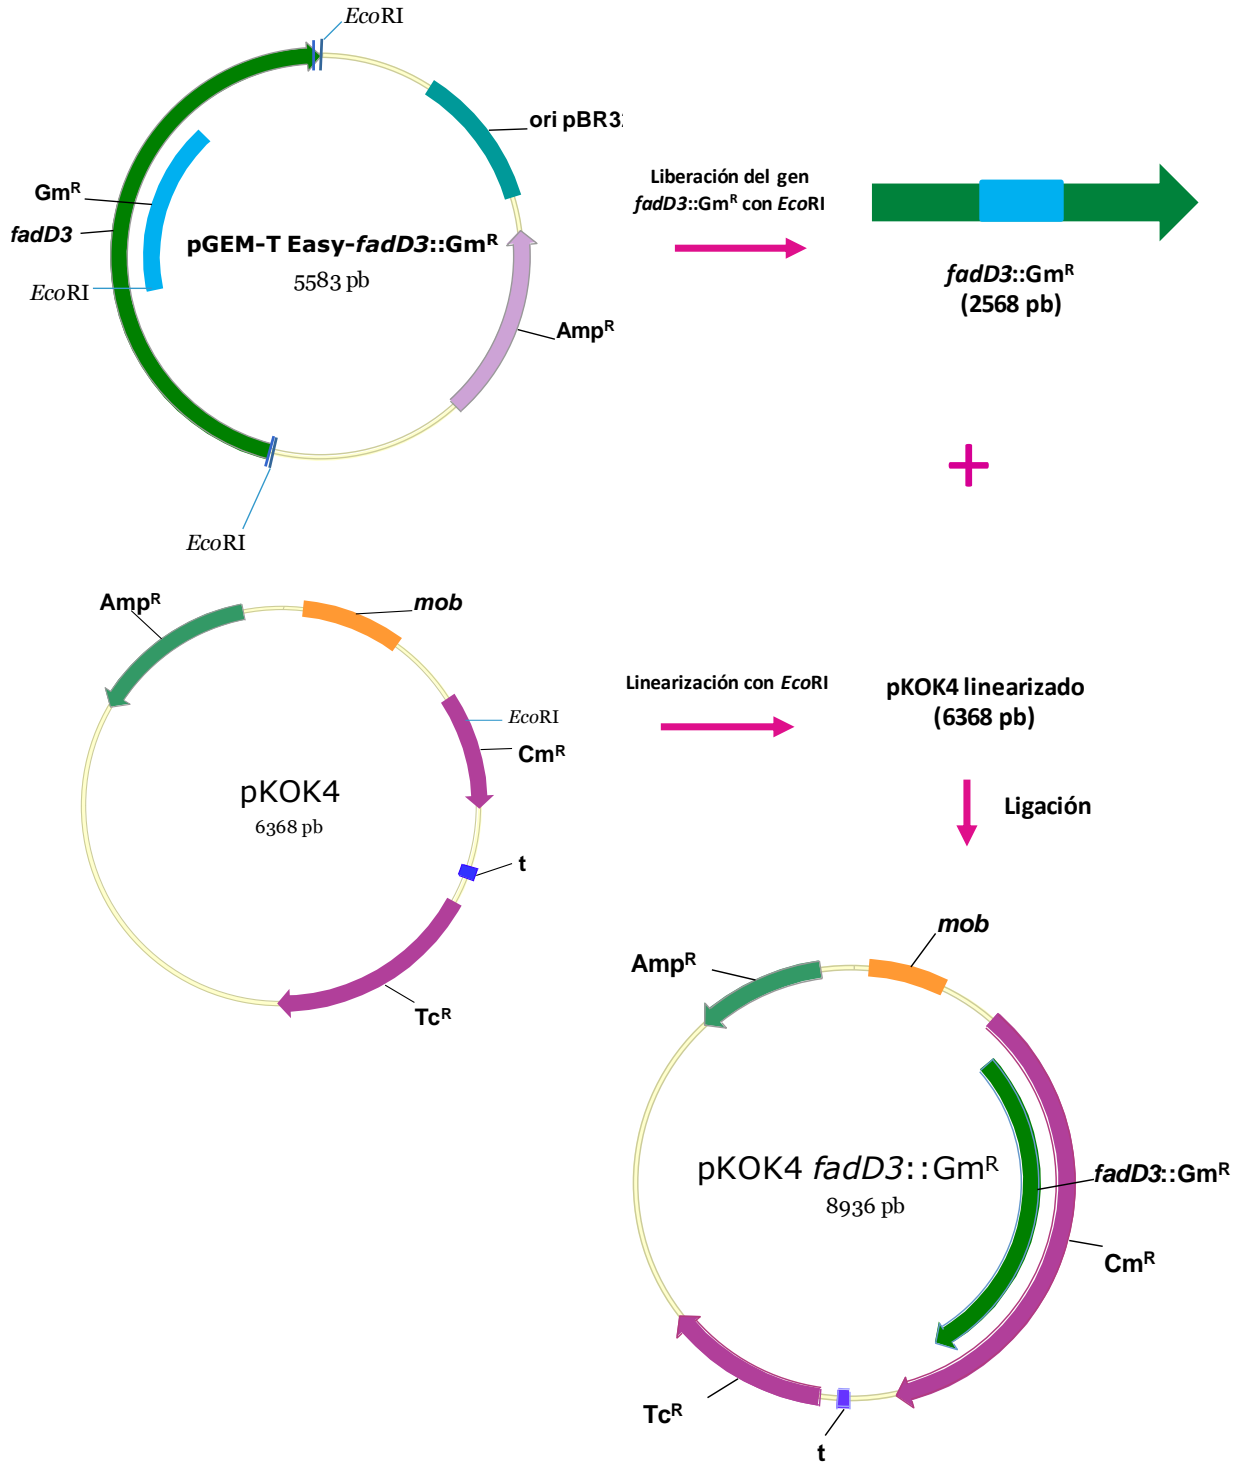 EcoRI
ori pBR3
GmR
fadD3
pGEM-T Easy-fadD3::GmR
5583 pb
EcoRI
AmpR
EcoRI
Liberación del gen
fadD3::GmR con EcoRI
fadD3::GmR
(2568 pb)
+
AmpR
mob
EcoRI
CmR
pKOK4
6368 pb
t
TcR
Linearización con EcoRI
pKOK4 linearizado
(6368 pb)
Ligación
mob
AmpR
pKOK4 fadD3::GmR
8936 pb
fadD3::GmR
CmR
TcR
t